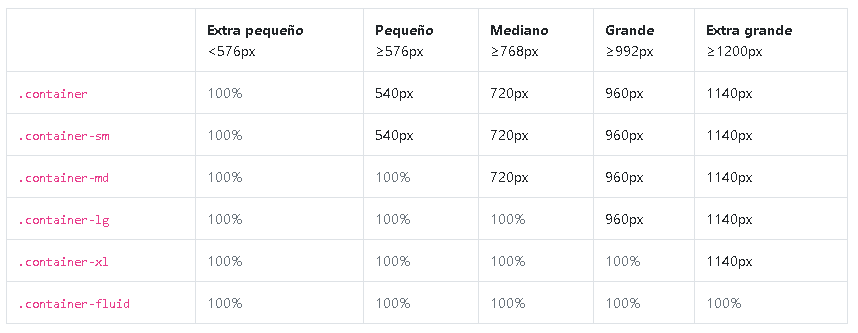 Extra pequeño Pequeño Mediano Grande Extra grande
<576px ≥576px ≥768px ≥992px ≥1200px
.container 100% 540px 720px 960px 1140px
.container-sm 100% 540px 720px 960px 1140px
.container-md 100% 100% 720px 960px 1140px
.container-lg 100% 100% 100% 960px 1140px
.container-xl 100% 100% 100% 100% 1140px
.container-fluid 100% 100% 100% 100% 100%